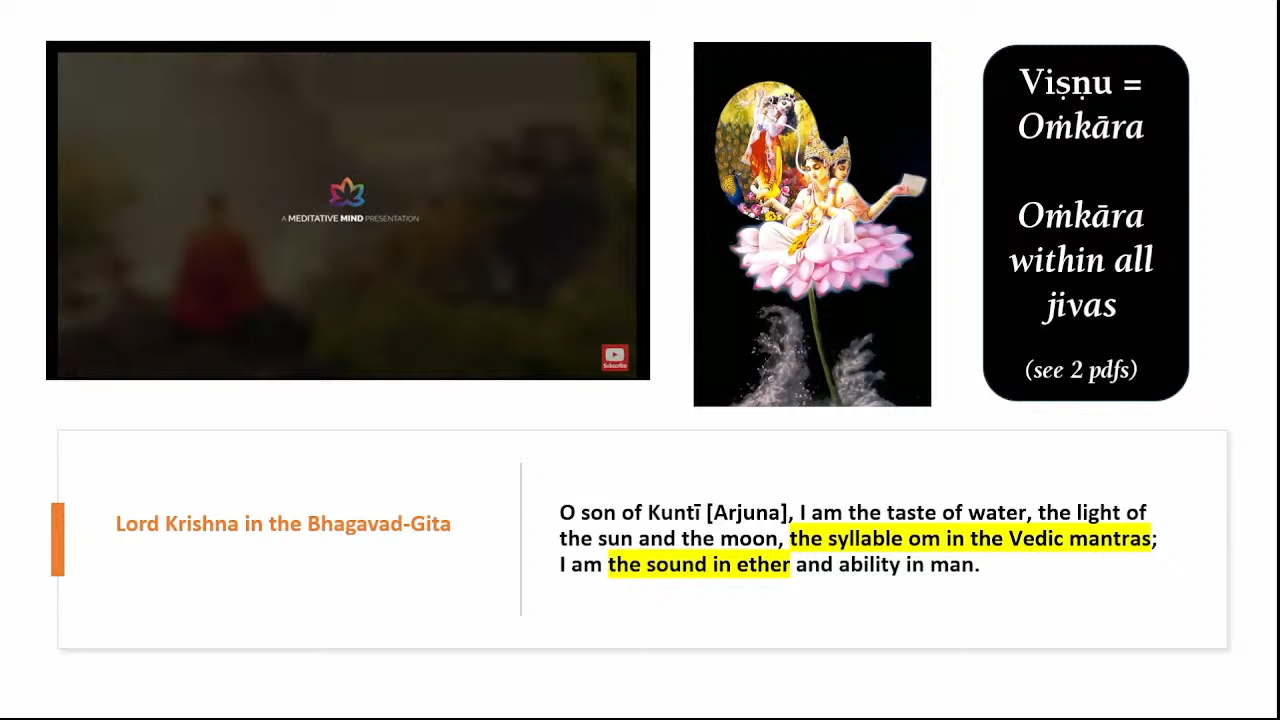 A MEDITATIVE MIND PRESENTATION
Subscribe
Viṣṇu =
Oṁkāra
Oṁkāra
within all
jivas
(see 2 pdfs)
Lord Krishna in the Bhagavad-Gita
O son of Kuntī [Arjuna], I am the taste of water, the light of
the sun and the moon, the syllable om in the Vedic mantras;
I am the sound in ether and ability in man.